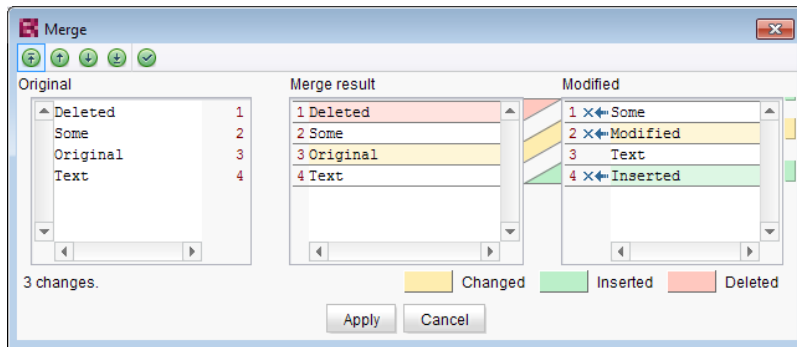 Merge
Original
Merge result
Modified
Deleted 1
Some 2
Original 3
Text 4
1 Deleted
2 Some
3 Original
4 Text
1 Some
2 Modified
3 Text
4 Inserted
3 changes.
Changed
Inserted
Deleted
Apply
Cancel